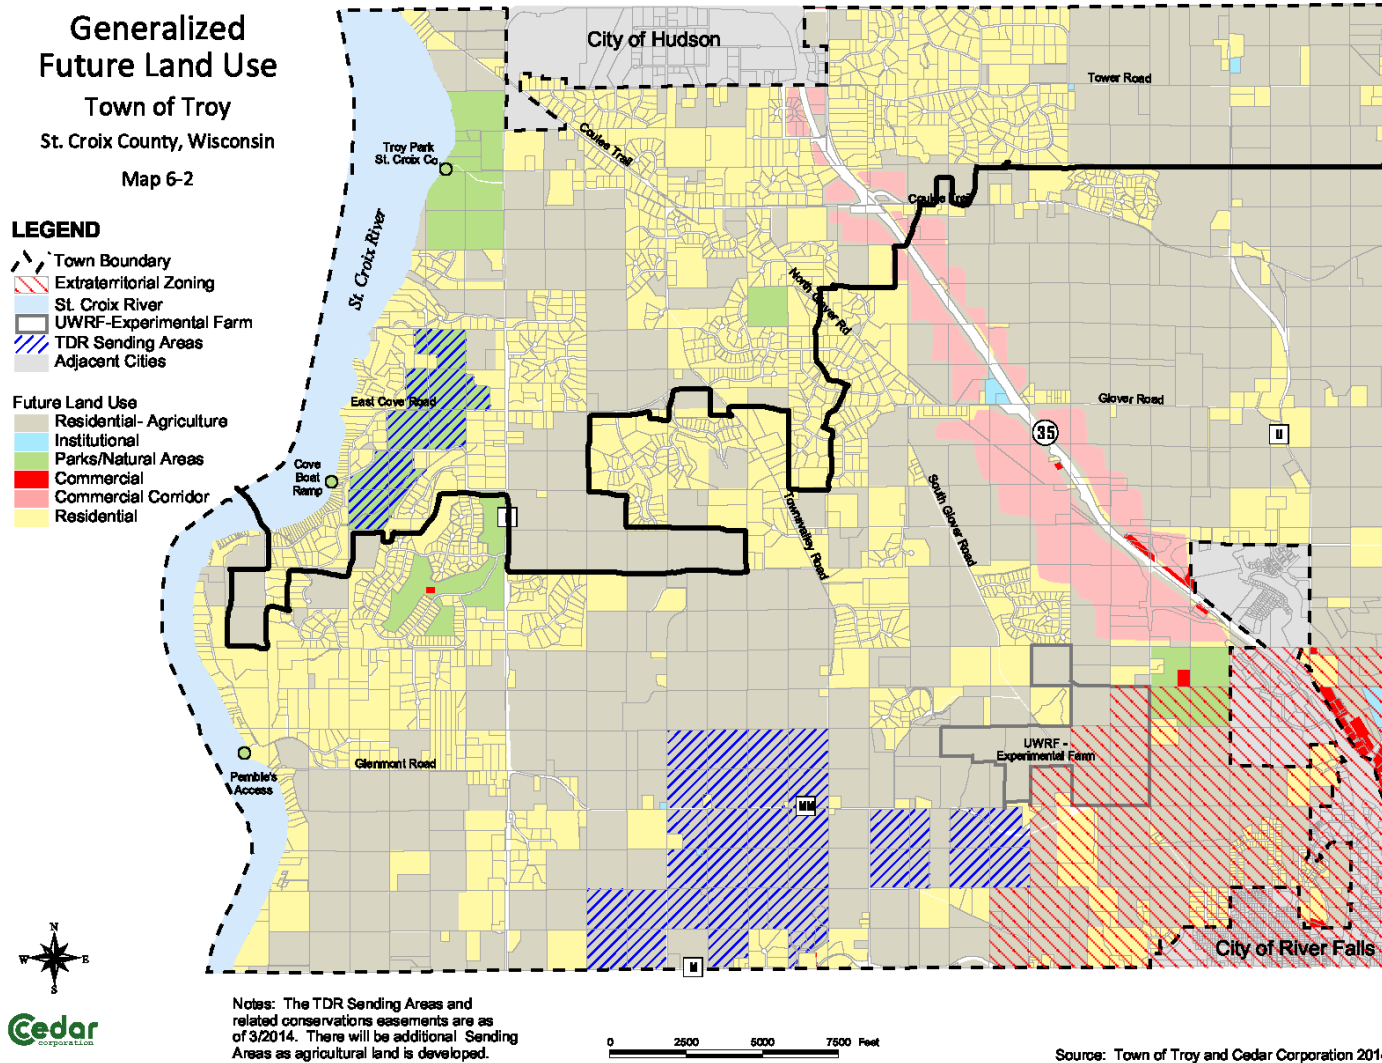 Generalized
Future Land Use
Town of Troy
St. Croix County, Wisconsin
Map 6-2
LEGEND
Town Boundary
Extraterritorial Zoning
St. Croix River
UWRF-Experimental Farm
TDR Sending Areas
Adjacent Cities
Future Land Use
Residential- Agriculture
Institutional
Parks/Natural Areas
Commercial
Commercial Corridor
Residential
City of Hudson
Tower Road
Coulee Trail
Troy Park
St. Croix Co
St. Croix River
Coulee Trail
North Glover Rd
East Cove Road
Glover Road
35
U
Cove
Boat
Ramp
Townsvalley Road
South Glover Road
UWRF -
Experimental Farm
Glenmont Road
Pemble's
Access
MM
M
City of River Falls
N
W E
S
Cedar
corporation
Notes: The TDR Sending Areas and
related conservations easements are as
of 3/2014. There will be additional Sending
Areas as agricultural land is developed.
0 2500 5000 7500 Feet
Source: Town of Troy and Cedar Corporation 201